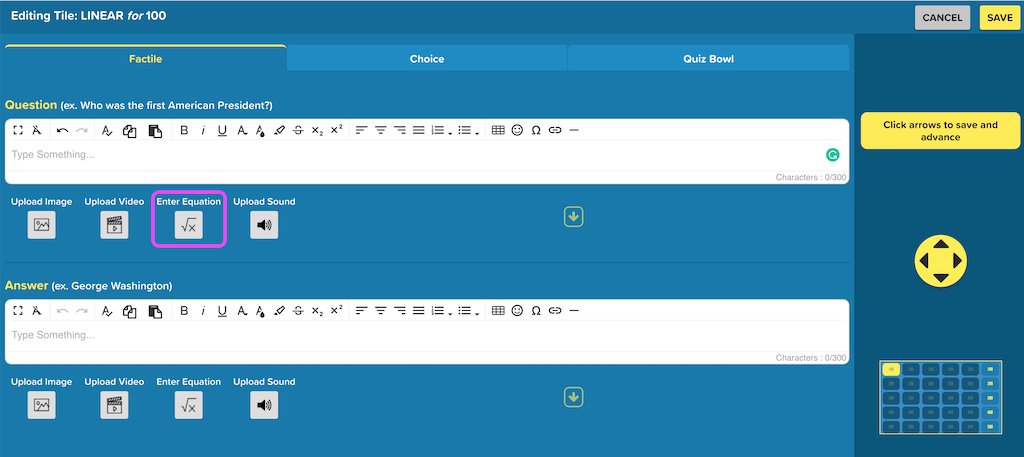 Editing Tile: LINEAR for 100
CANCEL
SAVE
Factile
Choice
Quiz Bowl
Question (ex. Who was the first American President?)
Type Something...
Characters : 0/300
Upload Image
Upload Video
Enter Equation
Upload Sound
Answer (ex. George Washington)
Type Something...
Characters : 0/300
Upload Image
Upload Video
Enter Equation
Upload Sound
Click arrows to save and
advance